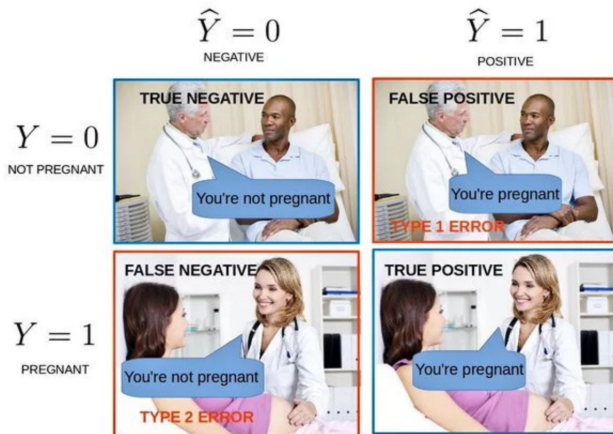 Ŷ = 0
NEGATIVE
Ŷ = 1
POSITIVE
Y = 0
NOT PREGNANT
TRUE NEGATIVE
You're not pregnant
FALSE POSITIVE
You're pregnant
TYPE 1 ERROR
Y = 1
PREGNANT
FALSE NEGATIVE
You're not pregnant
TYPE 2 ERROR
TRUE POSITIVE
You're pregnant